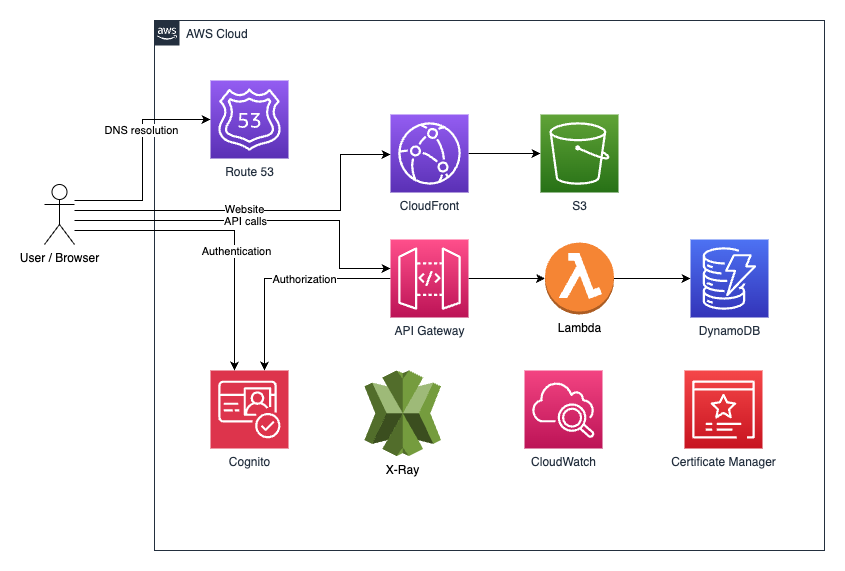 aws
AWS Cloud
53
Route 53
DNS resolution
CloudFront
S3
Website
API calls
User / Browser
Authentication
Authorization
</>
API Gateway
Lambda
DynamoDB
Cognito
X-Ray
CloudWatch
Certificate Manager